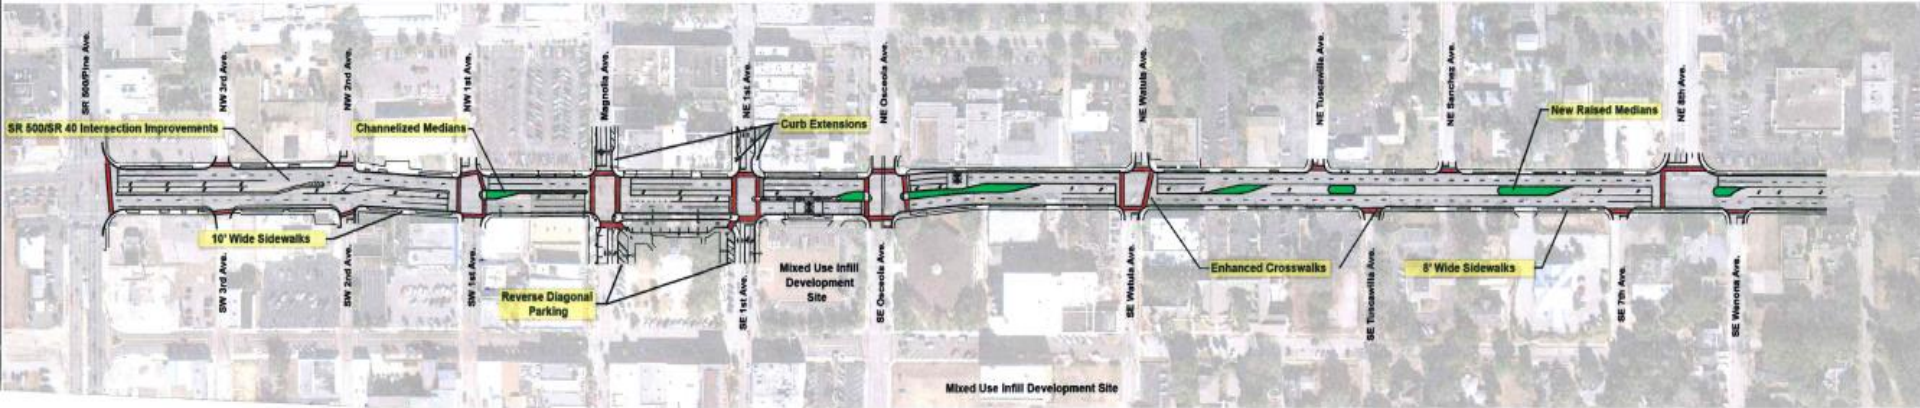 SR 500/Pine Ave.
NW 3rd Ave.
NW 2nd Ave.
NW 1st Ave.
Magnolia Ave.
NE 1st Ave.
NE Osceola Ave.
NE Watula Ave.
NE Tuscawilla Ave.
NE Sanchez Ave.
NE 8th Ave.
SR 500/SR 40 Intersection Improvements
Channelized Medians
Curb Extensions
New Raised Medians
10' Wide Sidewalks
Reverse Diagonal
Parking
Mixed Use Infill
Development
Site
Enhanced Crosswalks
8' Wide Sidewalks
SW 3rd Ave.
SW 2nd Ave.
SW 1st Ave.
SE 1st Ave.
SE Osceola Ave.
SE Watula Ave.
SE Tuscawilla Ave.
SE 7th Ave.
SE Wenona Ave.
Mixed Use Infill Development Site